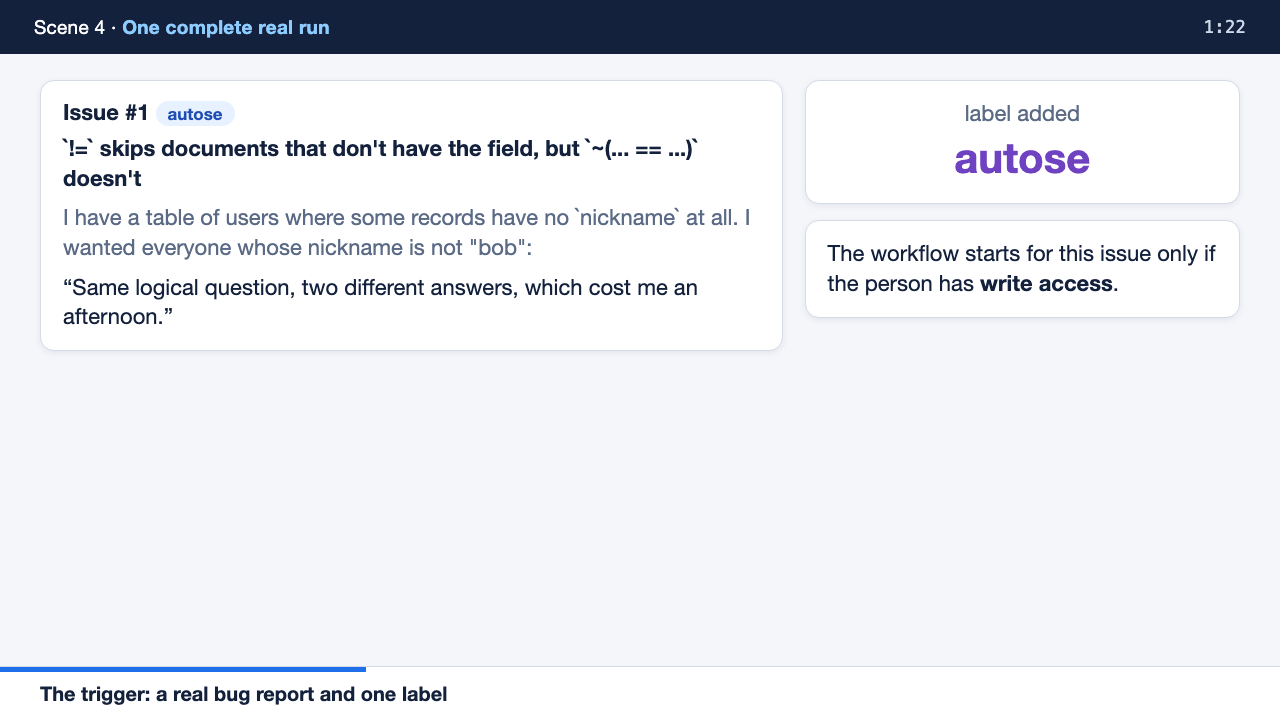 Scene 4 · One complete real run
1:22
Issue #1 autose
`!=` skips documents that don't have the field, but `~(... == ...)`
doesn't
I have a table of users where some records have no `nickname` at all. I
wanted everyone whose nickname is not "bob":
“Same logical question, two different answers, which cost me an
afternoon.”
label added
autose
The workflow starts for this issue only if
the person has write access.
The trigger: a real bug report and one label